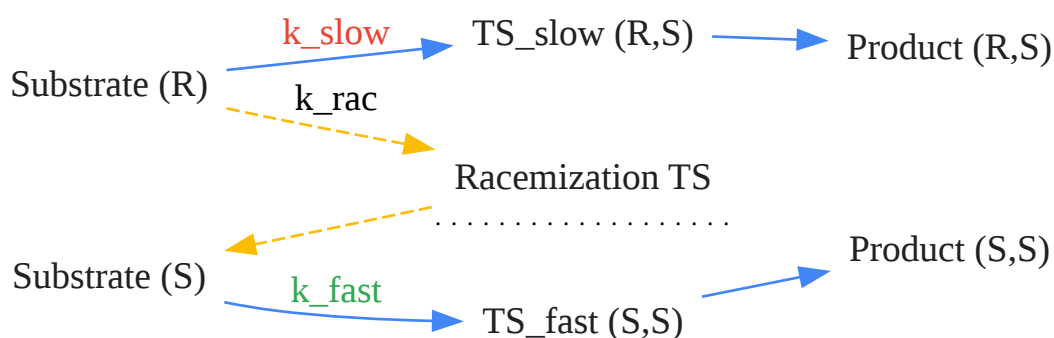 k_slow
TS_slow (R,S)
Product (R,S)
Substrate (R)
k_rac
Racemization TS
. . . . . . . . . . . . . . . . . . .
Substrate (S)
k_fast
TS_fast (S,S)
Product (S,S)